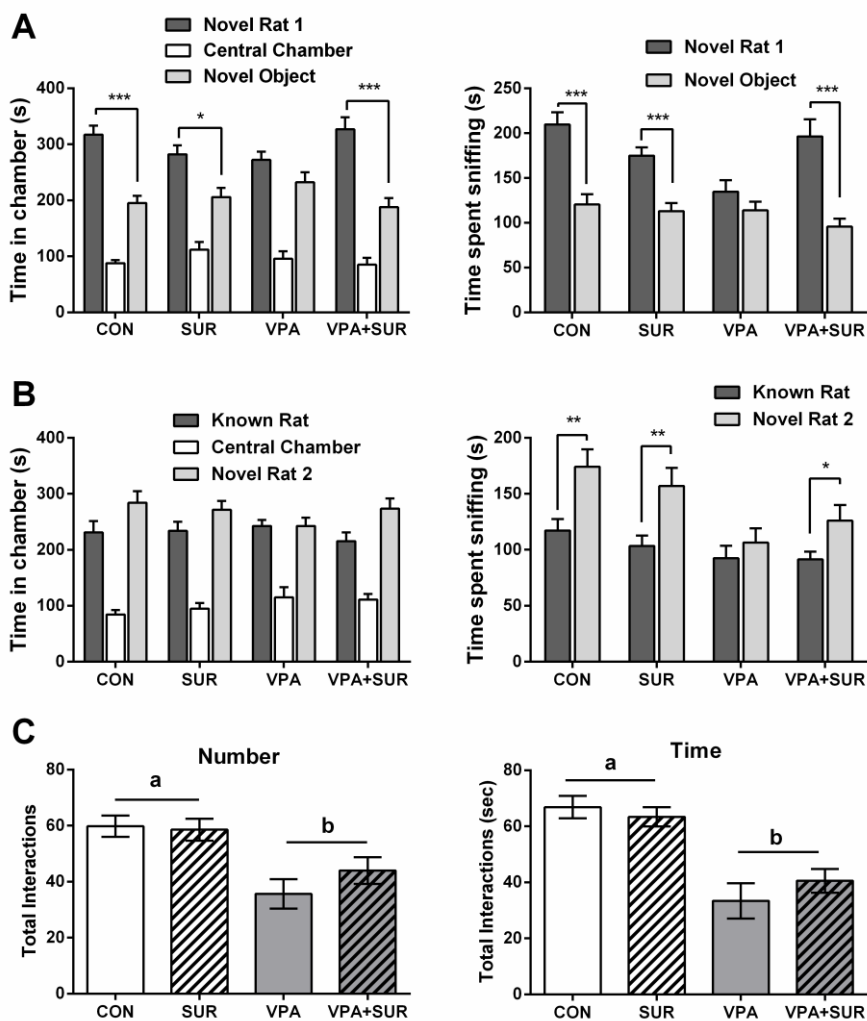 A
Novel Rat 1
Central Chamber
Novel Object
Time in chamber (s)
400
300
200
100
0
***
*
***
CON SUR VPA VPA+SUR
Novel Rat 1
Novel Object
Time spent sniffing (s)
250
200
150
100
50
0
***
***
***
CON SUR VPA VPA+SUR
B
Known Rat
Central Chamber
Novel Rat 2
Time in chamber (s)
400
300
200
100
0
CON SUR VPA VPA+SUR
Known Rat
Novel Rat 2
Time spent sniffing (s)
200
150
100
50
0
**
**
*
CON SUR VPA VPA+SUR
C
Number
Total Interactions
80
60
40
20
0
a
b
CON SUR VPA VPA+SUR
Time
Total Interactions (sec)
80
60
40
20
0
a
b
CON SUR VPA VPA+SUR